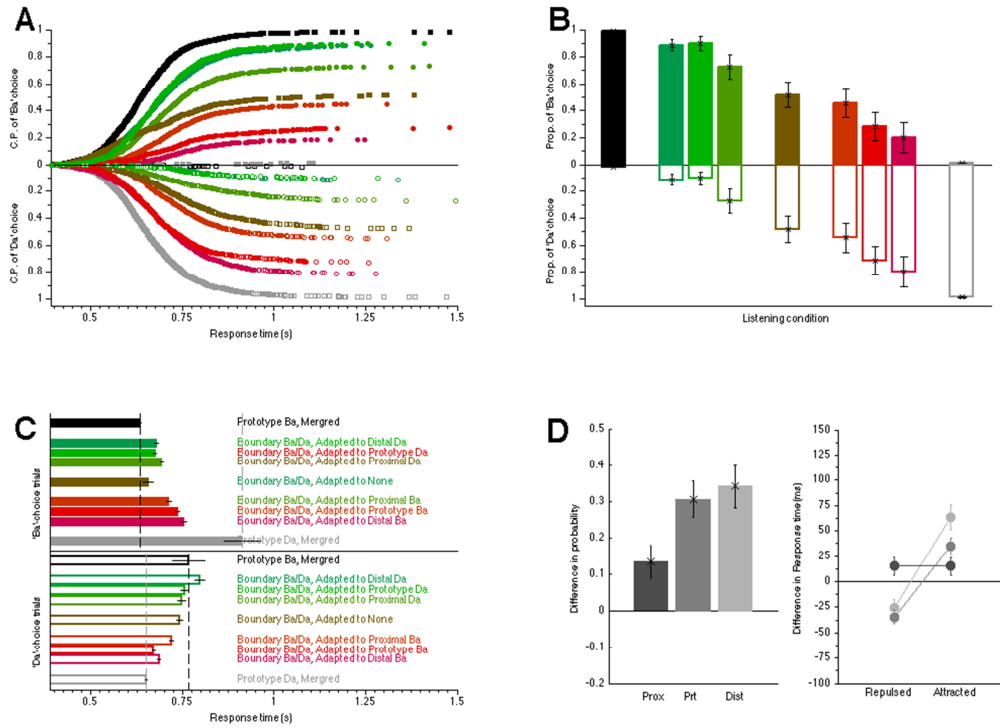 A
C.P. of "Ba" choice
C.P. of "Da" choice
1
0.8
0.6
0.4
0.2
0
0.2
0.4
0.6
0.8
1
0.5
0.75
1
1.25
1.5
Response time (s)
B
Prop. of "Ba" choice
Prop. of "Da" choice
1
0.8
0.6
0.4
0.2
0
0.2
0.4
0.6
0.8
1
Listening condition
C
'Ba'-choice trials
Prototype Ba, Mergred
Boundary Ba/Da, Adapted to Distal Da
Boundary Ba/Da, Adapted to Prototype Da
Boundary Ba/Da, Adapted to Proximal Da
Boundary Ba/Da, Adapted to None
Boundary Ba/Da, Adapted to Proximal Ba
Boundary Ba/Da, Adapted to Prototype Ba
Boundary Ba/Da, Adapted to Distal Ba
Prototype Da, Mergred
'Da'-choice trials
Prototype Ba, Mergred
Boundary Ba/Da, Adapted to Distal Da
Boundary Ba/Da, Adapted to Prototype Da
Boundary Ba/Da, Adapted to Proximal Da
Boundary Ba/Da, Adapted to None
Boundary Ba/Da, Adapted to Proximal Ba
Boundary Ba/Da, Adapted to Prototype Ba
Boundary Ba/Da, Adapted to Distal Ba
Prototype Da, Mergred
0.5
0.75
1
1.25
1.5
Response time (s)
D
Difference in probability
0.5
0.4
0.3
0.2
0.1
0
-0.1
-0.2
Prox Prt Dist
Difference in Response time(ms)
150
125
100
75
50
25
0
-25
-50
-75
-100
Repulsed Attracted